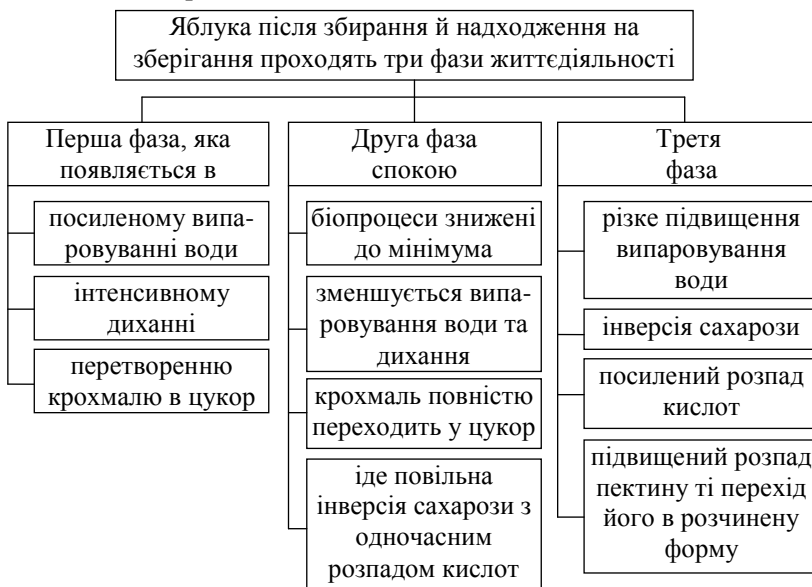 Яблука після збирання й надходження на
зберігання проходять три фази життєдіяльності
Перша фаза, яка
появляється в
посиленому випа-
ровуванні води
інтенсивному
диханні
перетворенню
крохмалю в цукор
Друга фаза
спокою
біопроцеси знижені
до мінімума
зменшується випа-
ровування води та
дихання
крохмаль повністю
переходить у цукор
іде повільна
інверсія сахарози з
одночасним
розпадом кислот
Третя
фаза
різке підвищення
випаровування
води
інверсія сахарози
посилений розпад
кислот
підвищений розпад
пектину ті перехід
його в розчинену
форму